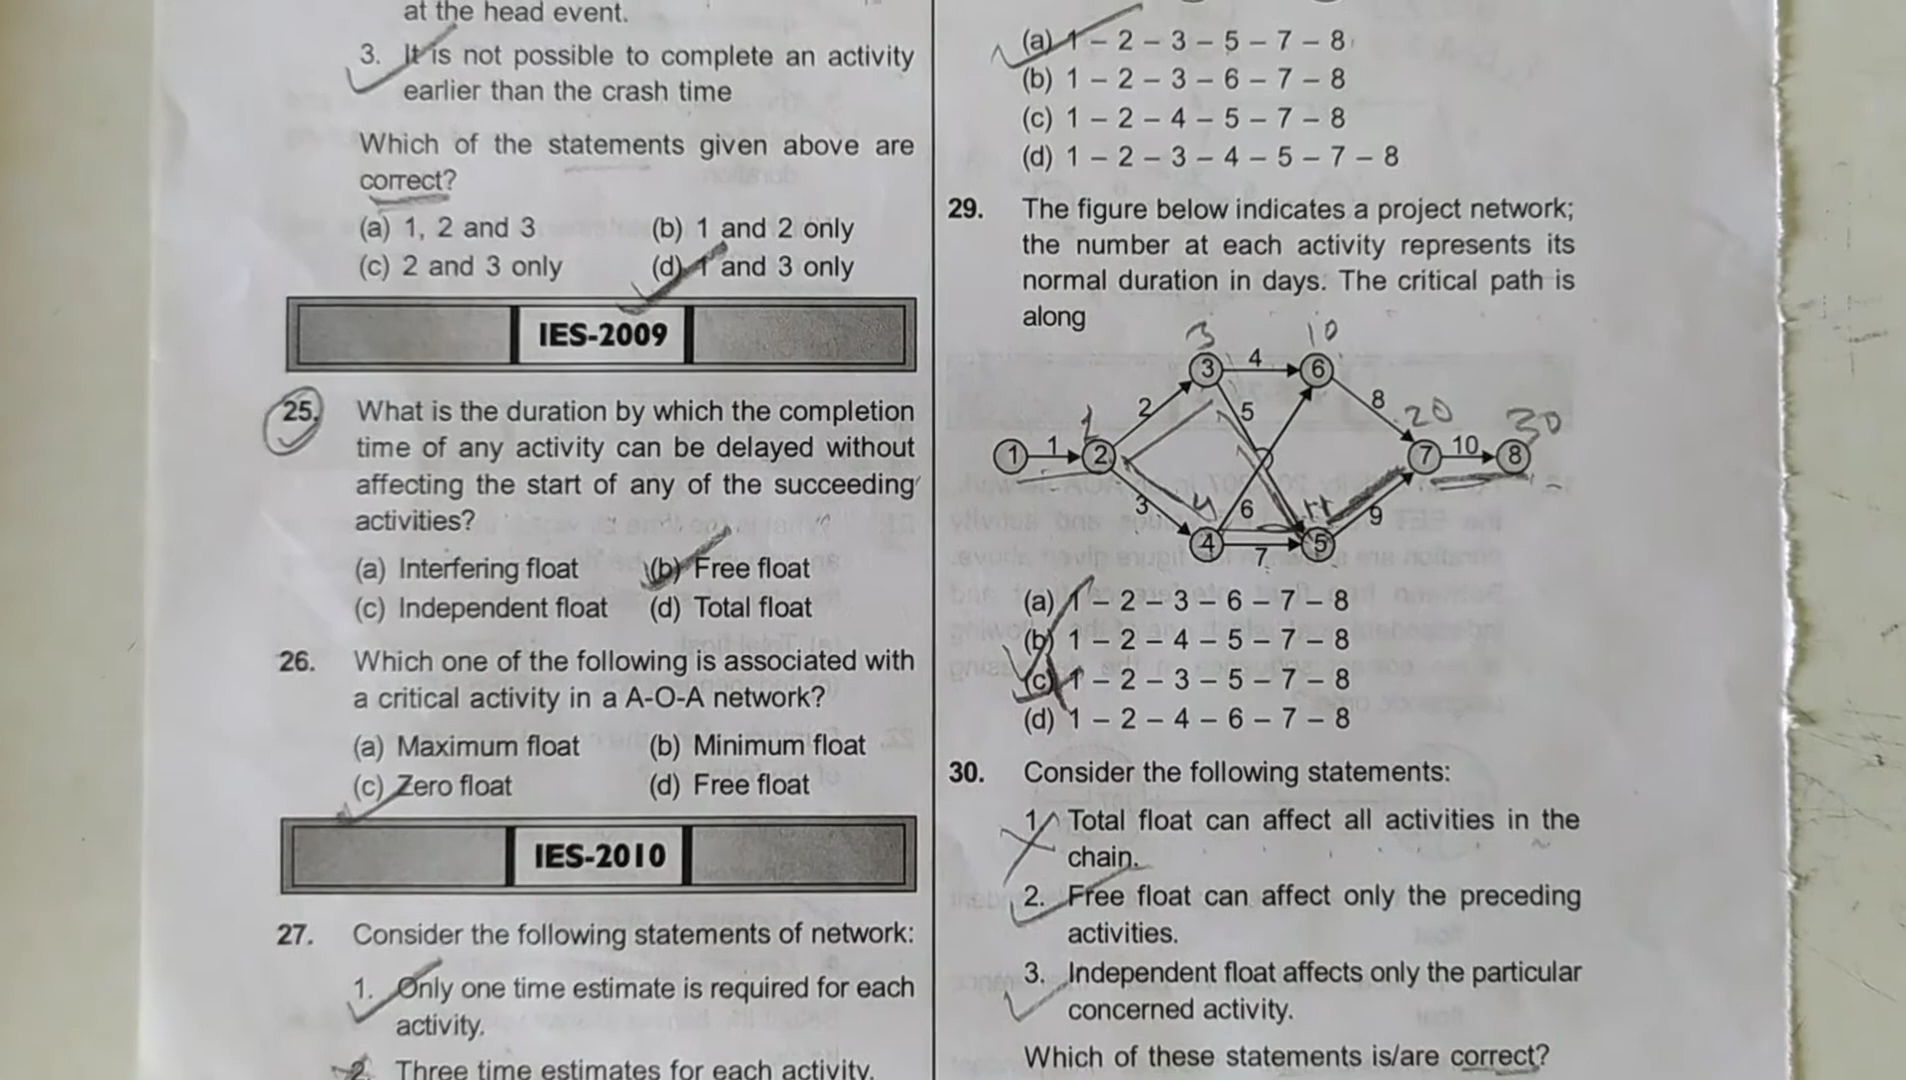 at the head event.
3. It is not possible to complete an activity
earlier than the crash time
Which of the statements given above are
correct?
(a) 1, 2 and 3 (b) 1 and 2 only
(c) 2 and 3 only (d) 1 and 3 only
IES-2009
25. What is the duration by which the completion
time of any activity can be delayed without
affecting the start of any of the succeeding
activities?
(a) Interfering float (b) Free float
(c) Independent float (d) Total float
26. Which one of the following is associated with
a critical activity in a A-O-A network?
(a) Maximum float (b) Minimum float
(c) Zero float (d) Free float
IES-2010
27. Consider the following statements of network:
1. Only one time estimate is required for each
activity.
2. Three time estimates for each activity.
(a) 1 – 2 – 3 – 5 – 7 – 8
(b) 1 – 2 – 3 – 6 – 7 – 8
(c) 1 – 2 – 4 – 5 – 7 – 8
(d) 1 – 2 – 3 – 4 – 5 – 7 – 8
29. The figure below indicates a project network;
the number at each activity represents its
normal duration in days. The critical path is
along
3 10
3 4 6
2 5 8 20 30
1 1 2 7 10 8
3 4 6 11 9
4 7 5
(a) 1 – 2 – 3 – 6 – 7 – 8
(b) 1 – 2 – 4 – 5 – 7 – 8
(c) 1 – 2 – 3 – 5 – 7 – 8
(d) 1 – 2 – 4 – 6 – 7 – 8
30. Consider the following statements:
1. Total float can affect all activities in the
chain.
2. Free float can affect only the preceding
activities.
3. Independent float affects only the particular
concerned activity.
Which of these statements is/are correct?